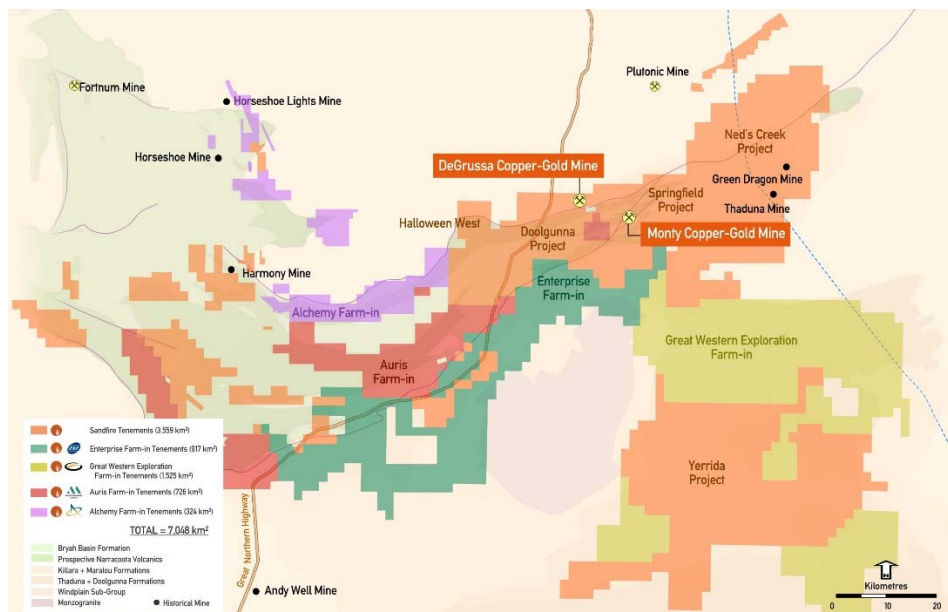 Fortnum Mine
Horseshoe Lights Mine
Plutonic Mine
Horseshoe Mine
Ned's Creek
Project
DeGrussa Copper-Gold Mine
Green Dragon Mine
Springfield
Project
Thaduna Mine
Halloween West
Doolgunna
Project
Monty Copper-Gold Mine
Harmony Mine
Enterprise
Farm-in
Alchemy Farm-in
Great Western Exploration
Farm-in
Auris
Farm-in
Sandfire Tenements (3,559 km²)
Enterprise Farm-in Tenements (917 km²)
Great Western Exploration
Farm-in Tenements (1,525 km²)
Auris Farm-in Tenements (726 km²)
Alchemy Farm-in Tenements (324 km²)
TOTAL = 7,048 km²
Bryah Basin Formation
Prospective Narracoota Volcanics
Killara + Maralou Formations
Thaduna + Doolgunna Formations
Windplain Sub-Group
Monzogranite
Historical Mine
Great Northern Highway
Andy Well Mine
Yerrida
Project
Kilometres
0 10 20